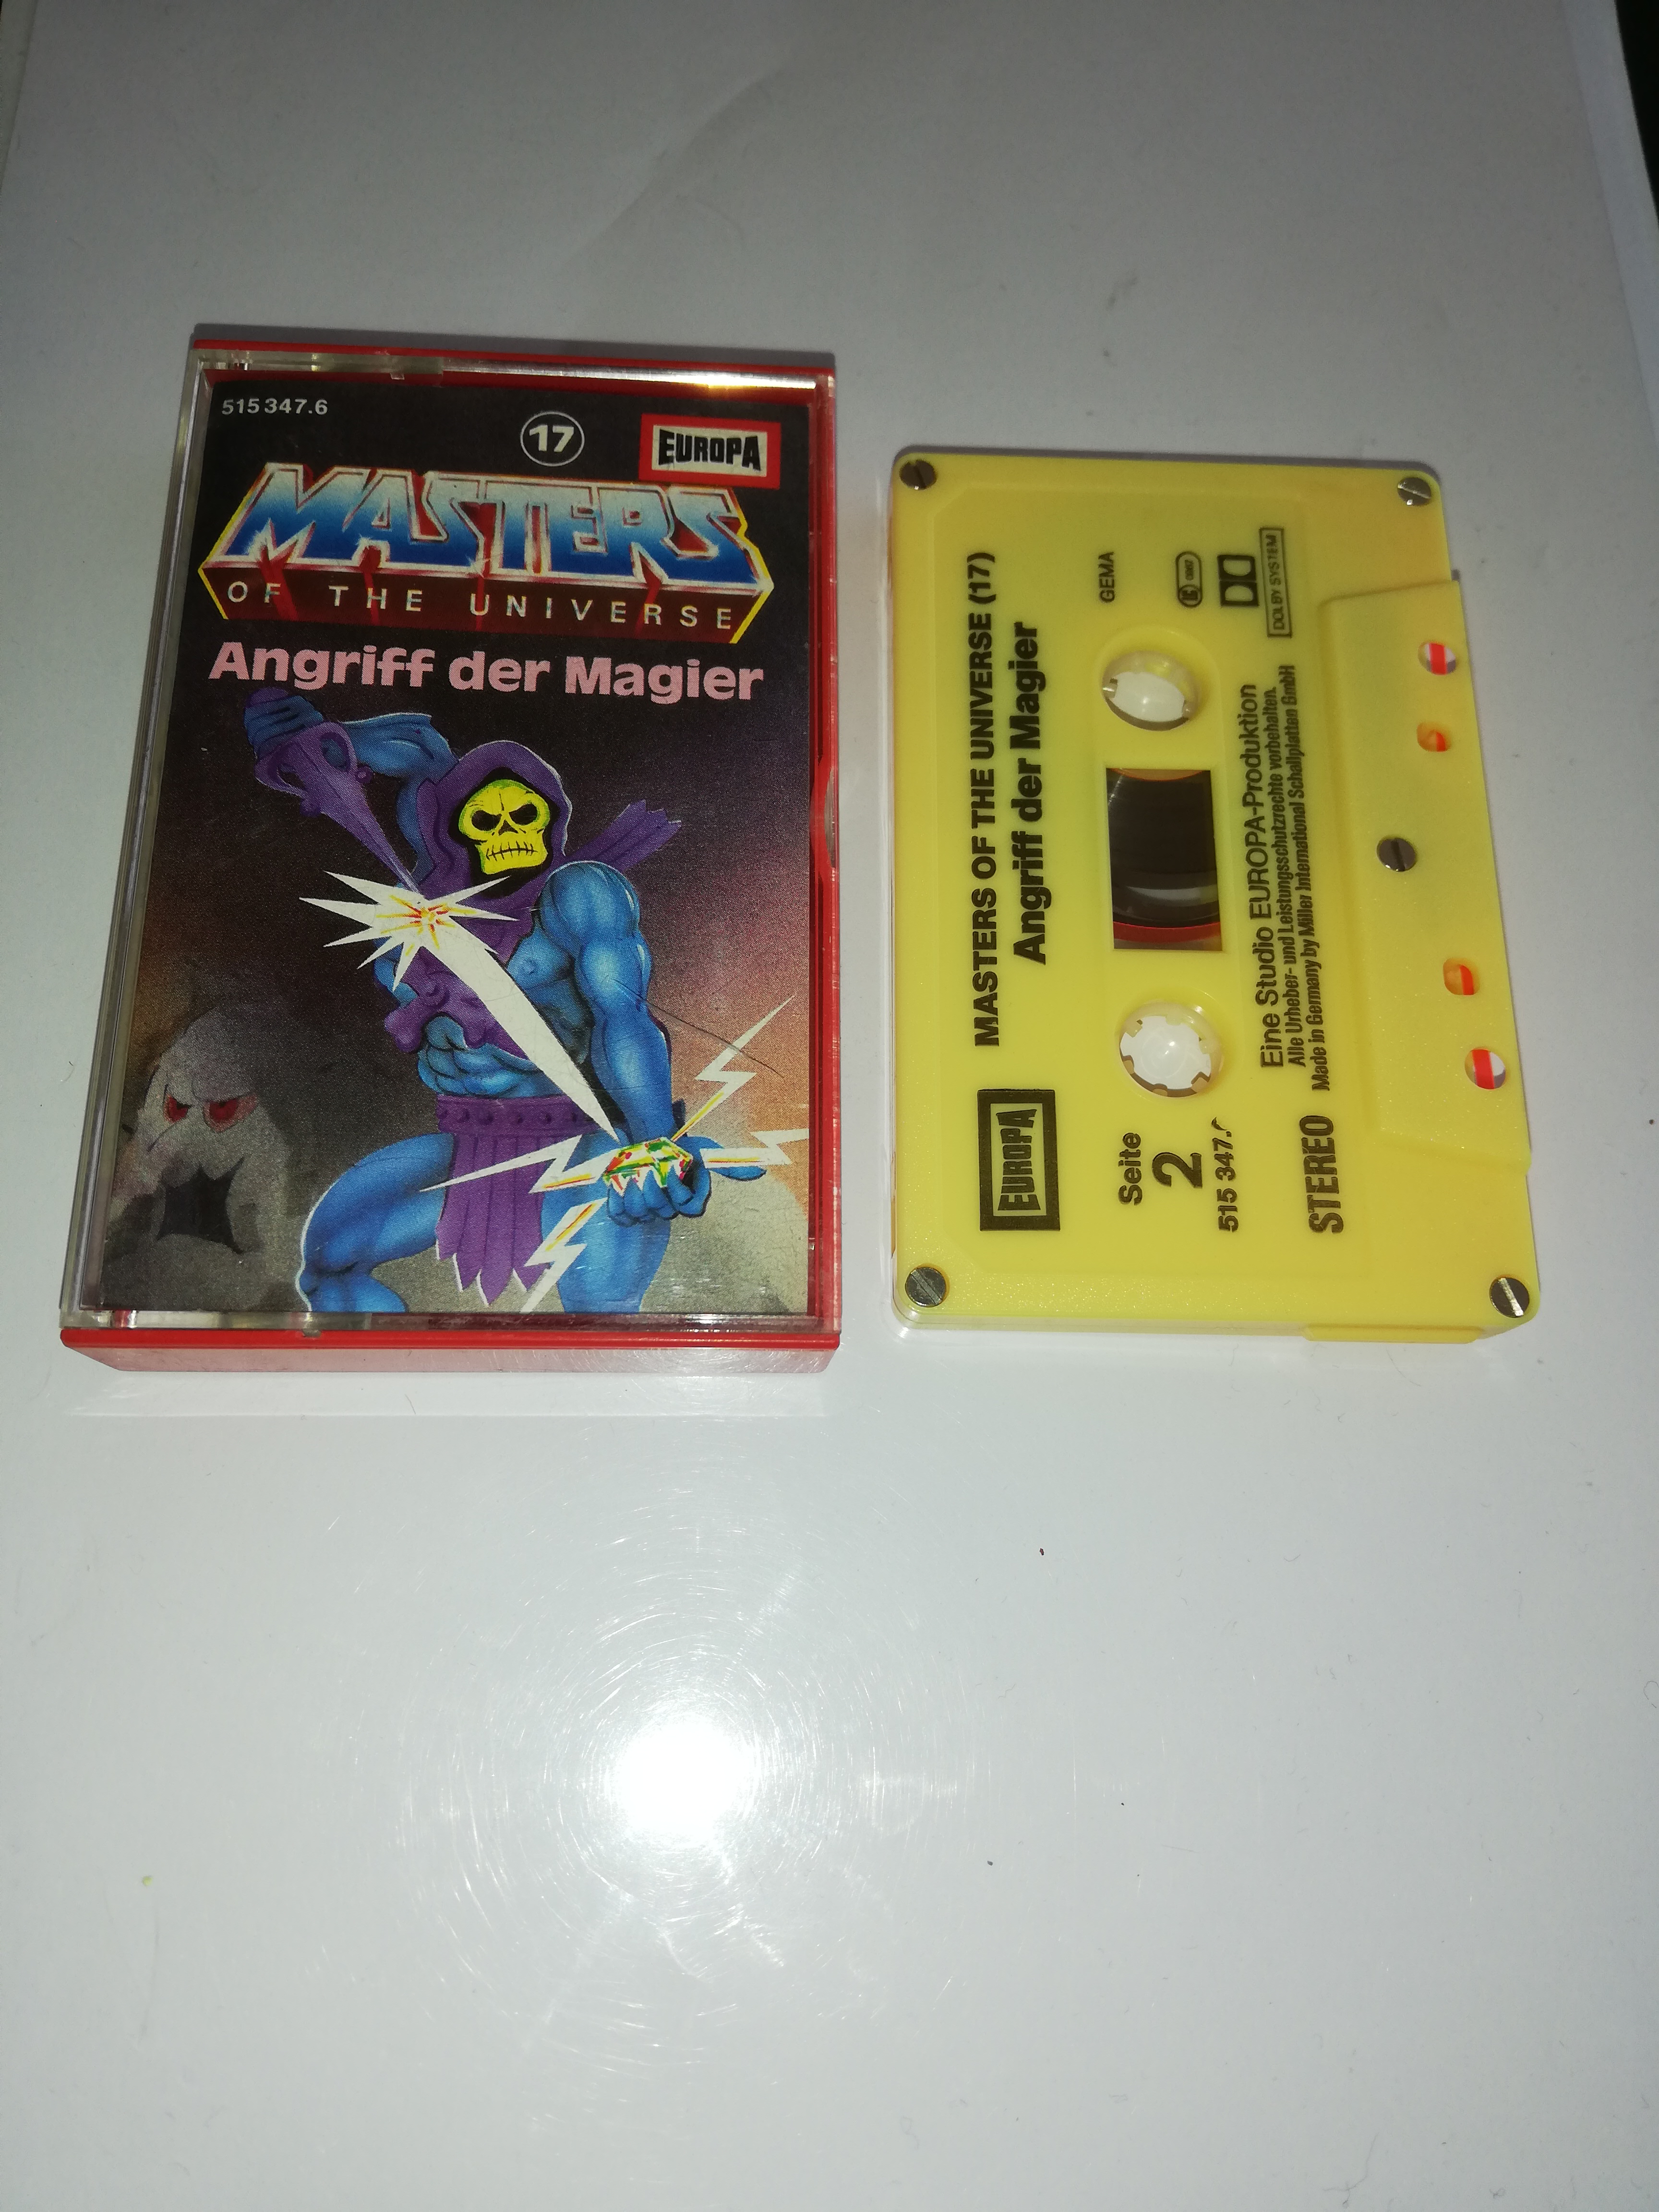 515 347.6
17
EUROPA
MASTERS
OF THE UNIVERSE
Angriff der Magier
EUROPA
MASTERS OF THE UNIVERSE (17)
Angriff der Magier
GEMA
Seite
2
515 347.
STEREO
Eine Studio EUROPA-Produktion
Alle Urheber- und Leistungsschutzrechte vorbehalten.
Made in Germany by Miller International Schallplatten GmbH
DOLBY SYSTEM